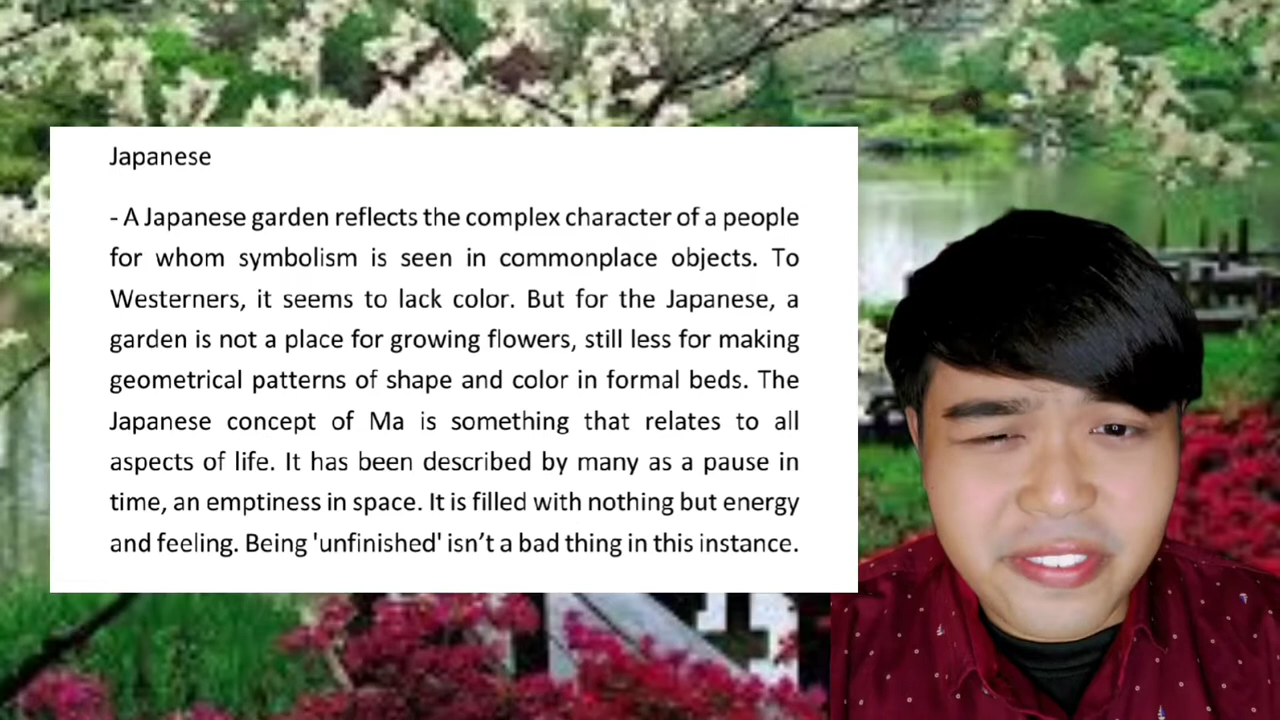 Japanese
- A Japanese garden reflects the complex character of a people
for whom symbolism is seen in commonplace objects. To
Westerners, it seems to lack color. But for the Japanese, a
garden is not a place for growing flowers, still less for making
geometrical patterns of shape and color in formal beds. The
Japanese concept of Ma is something that relates to all
aspects of life. It has been described by many as a pause in
time, an emptiness in space. It is filled with nothing but energy
and feeling. Being 'unfinished' isn’t a bad thing in this instance.